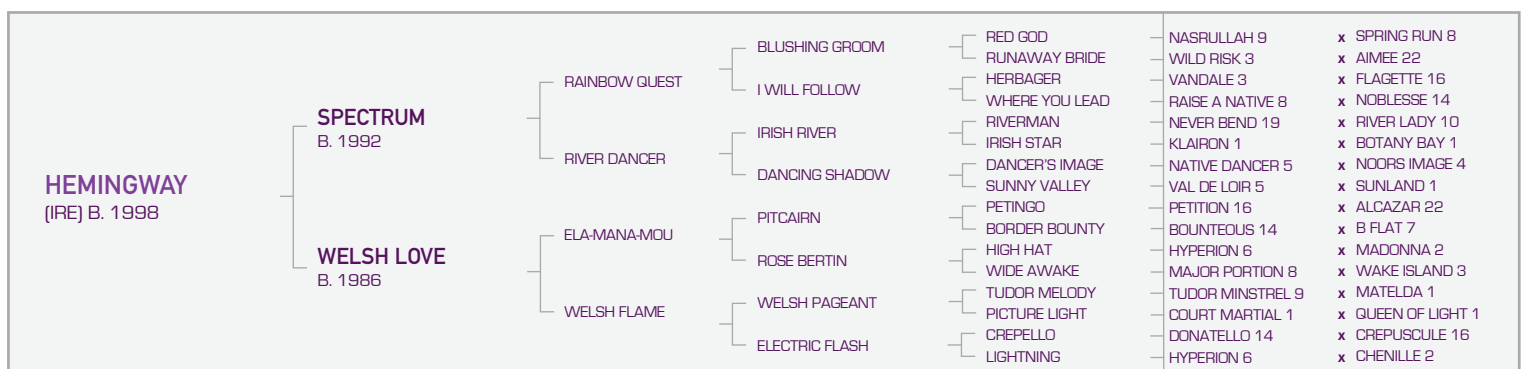 HEMINGWAY
(IRE) B. 1998
SPECTRUM
B. 1992
WELSH LOVE
B. 1986
RAINBOW QUEST
RIVER DANCER
ELA-MANA-MOU
WELSH FLAME
BLUSHING GROOM
I WILL FOLLOW
IRISH RIVER
DANCING SHADOW
PITCAIRN
ROSE BERTIN
WELSH PAGEANT
ELECTRIC FLASH
RED GOD
RUNAWAY BRIDE
HERBAGER
WHERE YOU LEAD
RIVERMAN
IRISH STAR
DANCER'S IMAGE
SUNNY VALLEY
PETINGO
BORDER BOUNTY
HIGH HAT
WIDE AWAKE
TUDOR MELODY
PICTURE LIGHT
CREPELLO
LIGHTNING
NASRULLAH 9 x SPRING RUN 8
WILD RISK 3 x AIMEE 22
VANDALE 3 x FLAGETTE 16
RAISE A NATIVE 8 x NOBLESSE 14
NEVER BEND 19 x RIVER LADY 10
KLAIRON 1 x BOTANY BAY 1
NATIVE DANCER 5 x NOORS IMAGE 4
VAL DE LOIR 5 x SUNLAND 1
PETITION 16 x ALCAZAR 22
BOUNTEOUS 14 x B FLAT 7
HYPERION 6 x MADONNA 2
MAJOR PORTION 8 x WAKE ISLAND 3
TUDOR MINSTREL 9 x MATELDA 1
COURT MARTIAL 1 x QUEEN OF LIGHT 1
DONATELLO 14 x CREPUSCULE 16
HYPERION 6 x CHENILLE 2